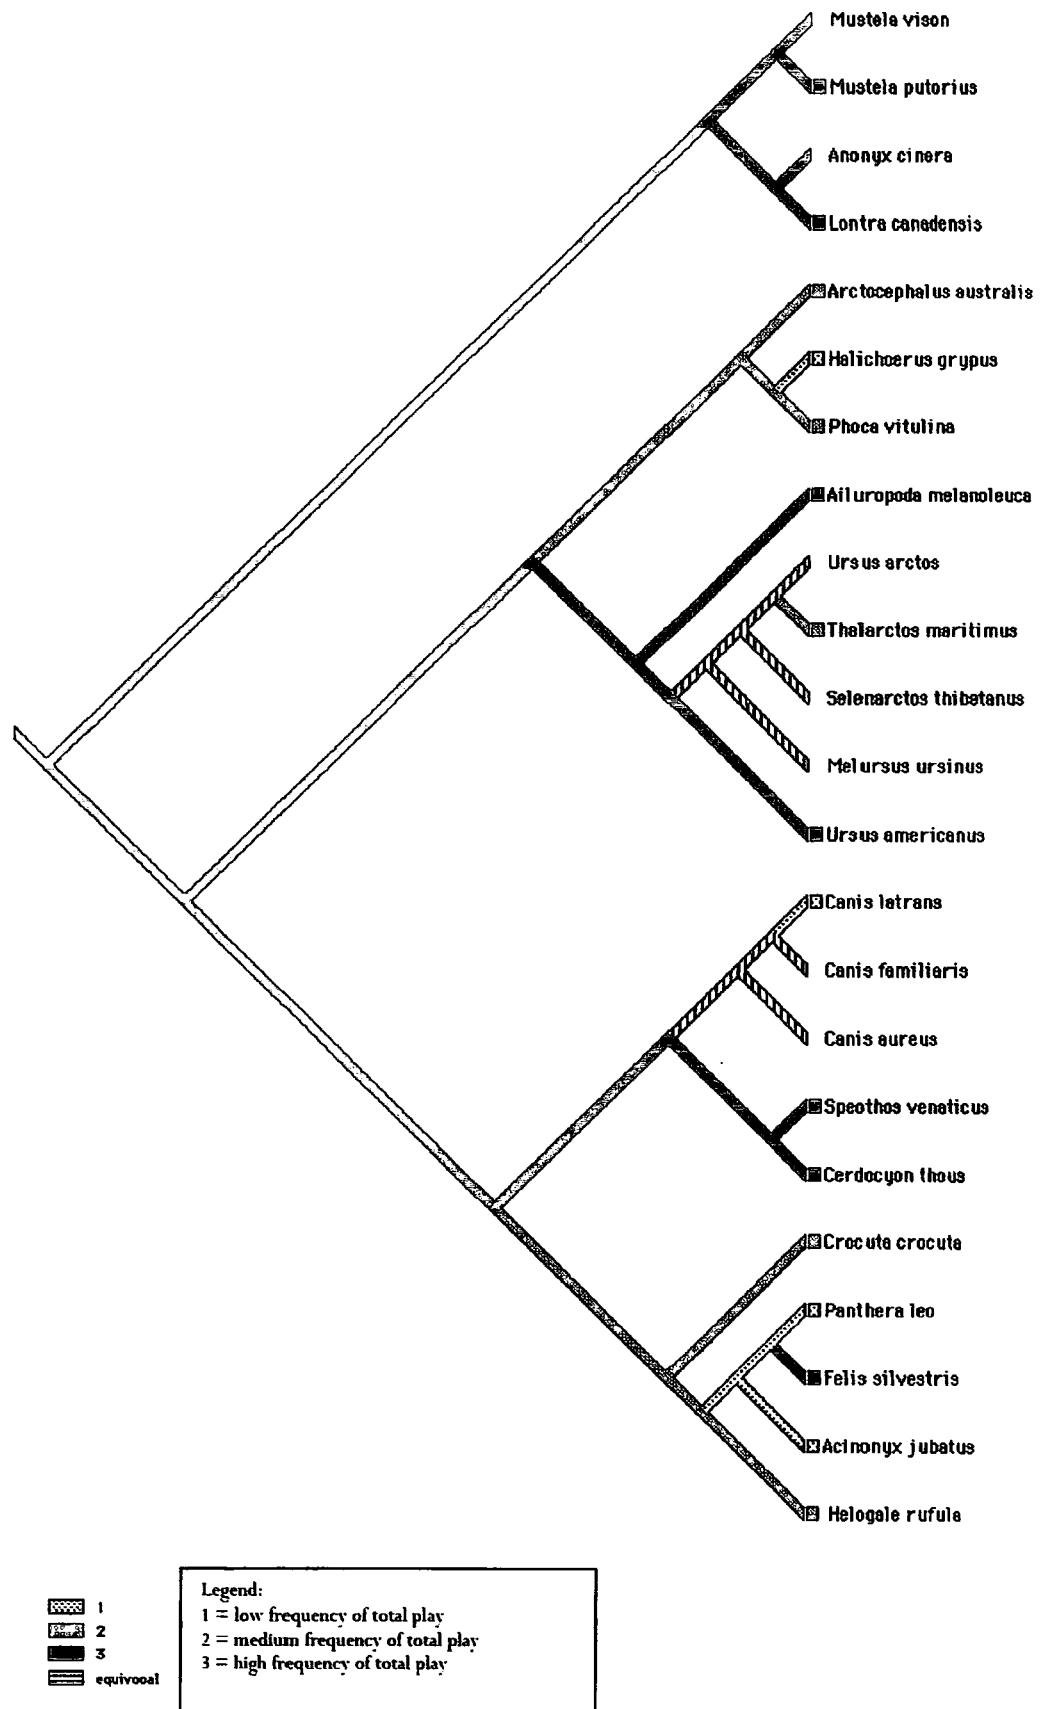 Mustela vison
Mustela putorius
Anonyx cinera
Lontra canadensis
Arctocephalus australis
Halichoerus grypus
Phoca vitulina
Ailuropoda melanoleuca
Ursus arctos
Thalarctos maritimus
Selenarctos thibetanus
Melursus ursinus
Ursus americanus
Canis latrans
Canis familiaris
Canis aureus
Speothos venaticus
Cerdocyon thous
Crocuta crocuta
Panthera leo
Felis silvestris
Acinonyx jubatus
Helogale rufula
1
2
3
equivocal
Legend:
1 = low frequency of total play
2 = medium frequency of total play
3 = high frequency of total play